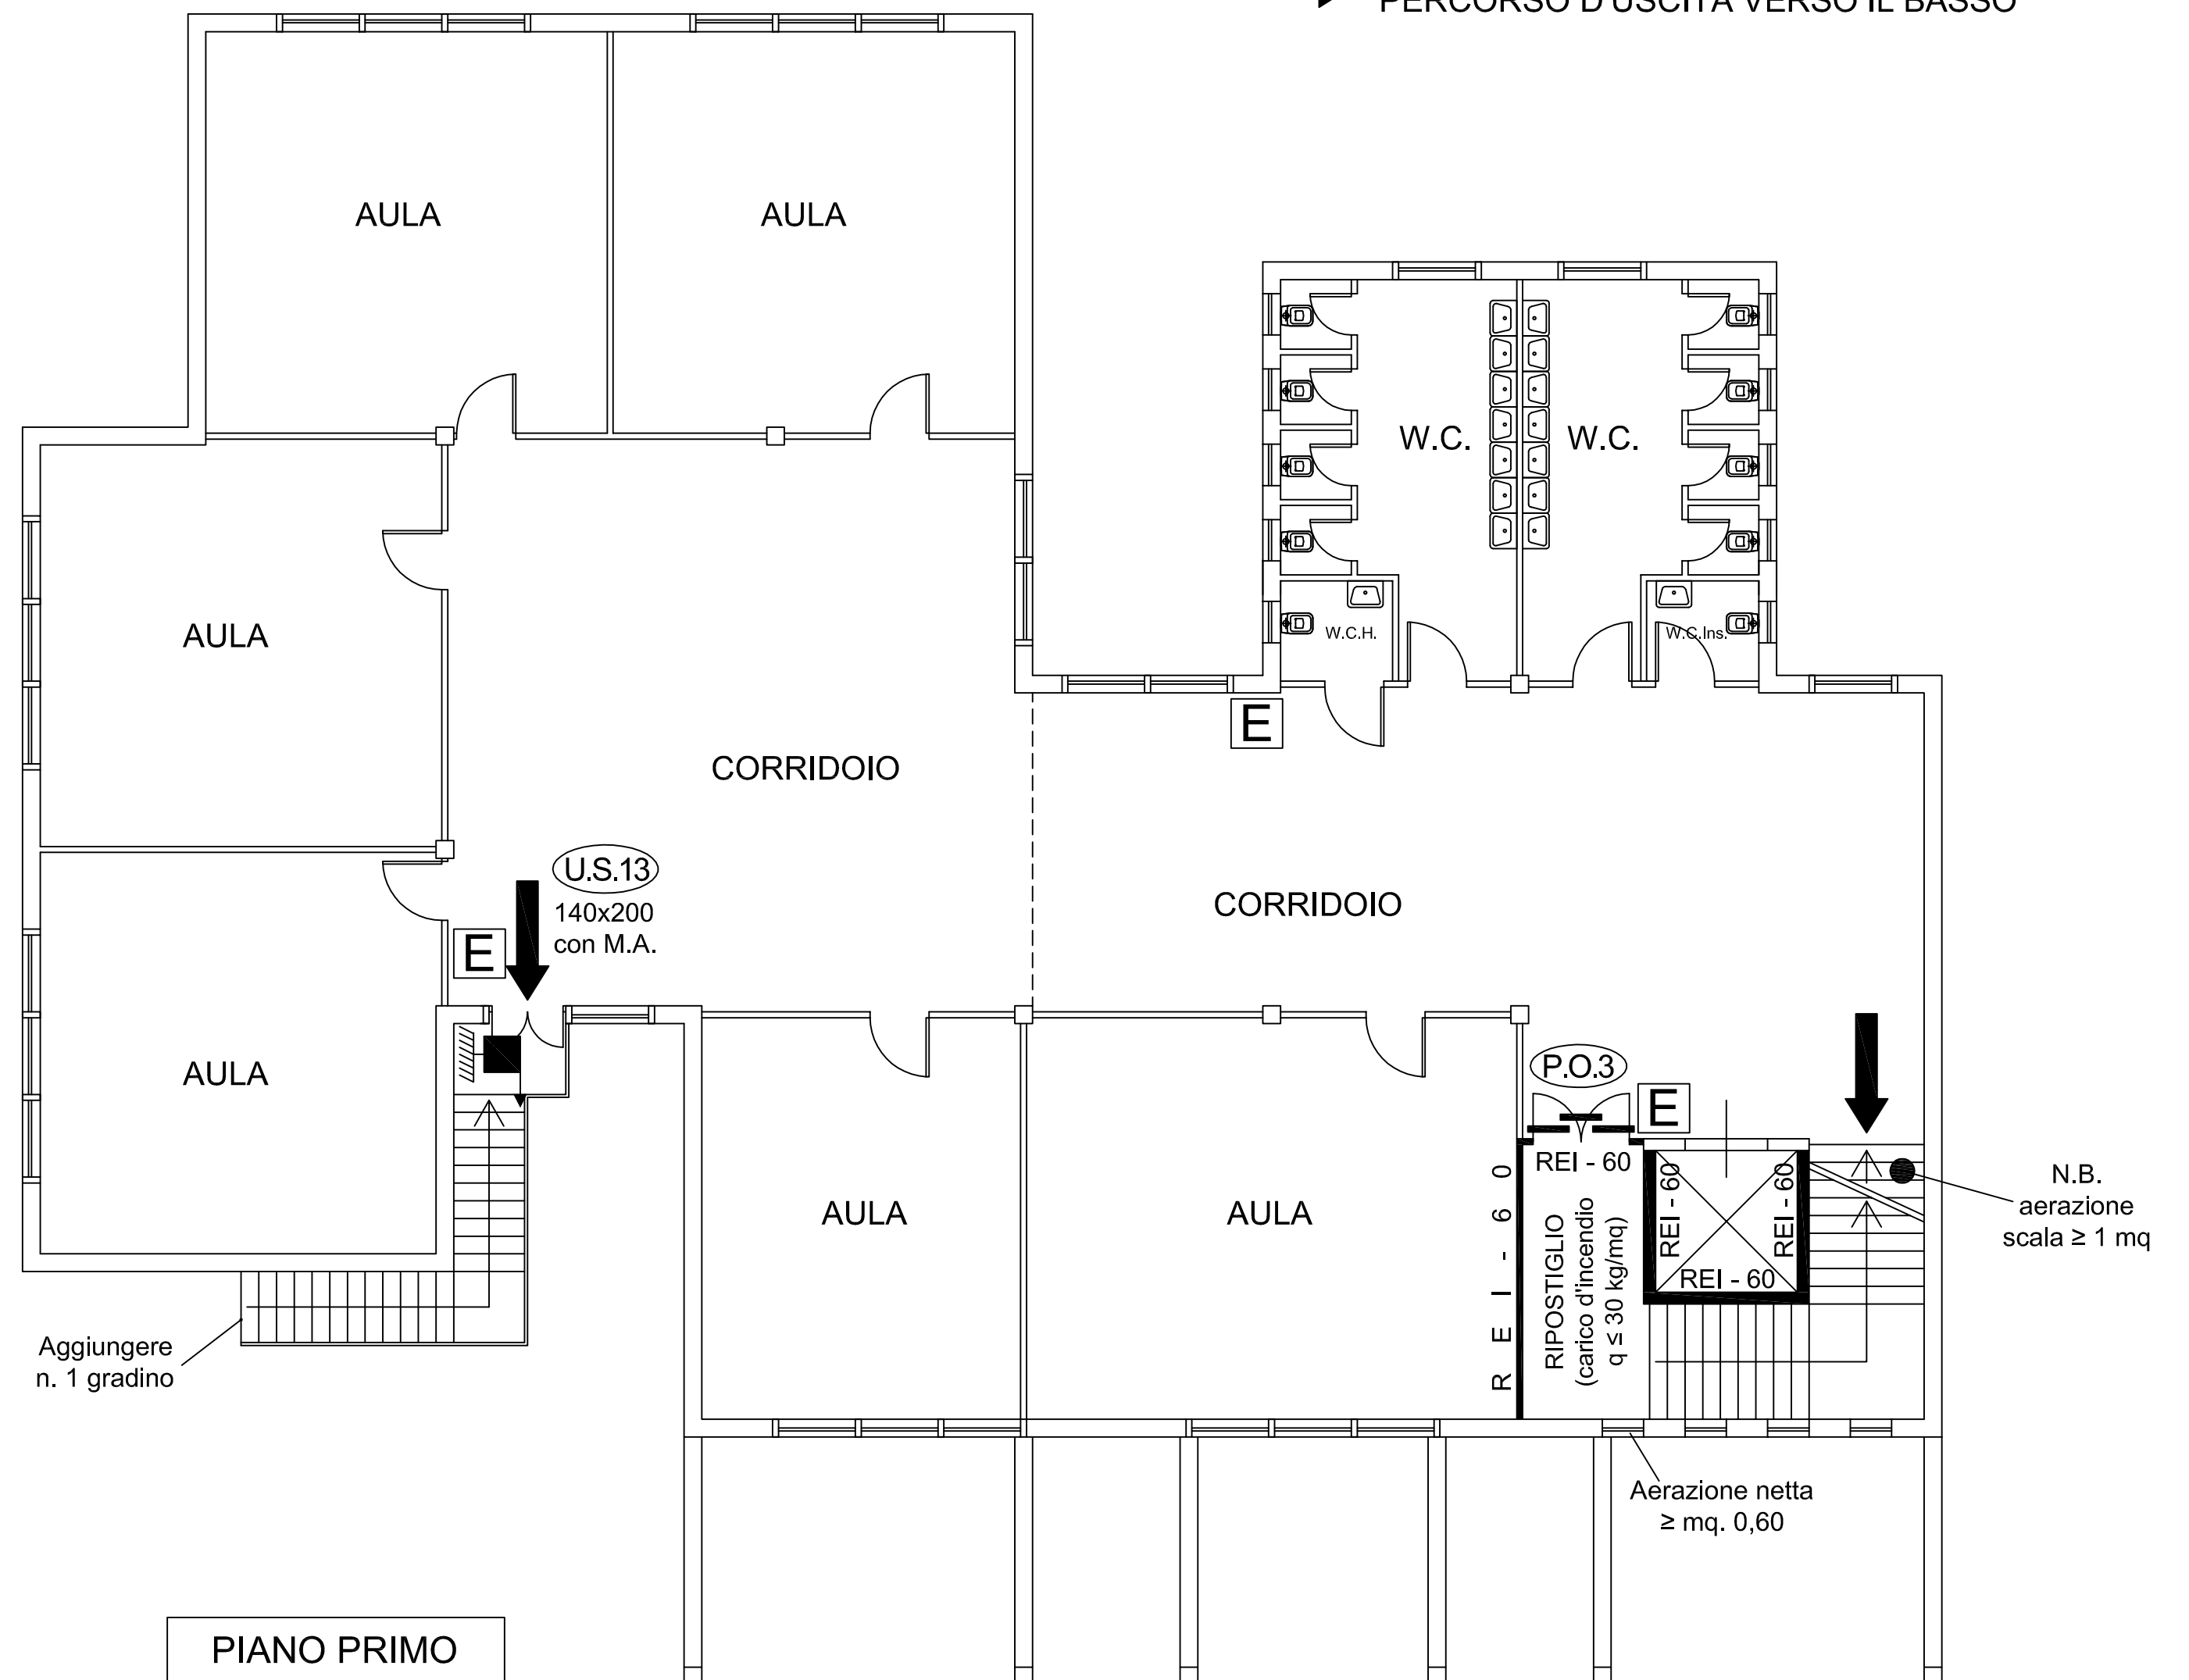 PERCORSO D'USCITA VERSO IL BASSO
AULA
AULA
W.C.
W.C.
AULA
W.C.H.
W.C.Ins.
E
CORRIDOIO
U.S.13
140x200
con M.A.
E
CORRIDOIO
AULA
P.O.3
E
REI - 60
AULA
AULA
REI - 60
RIPOSTIGLIO
(carico d'incendio
q ≤ 30 kg/mq)
REI - 60
REI - 60
REI - 60
N.B.
aerazione
scala ≥ 1 mq
Aggiungere
n. 1 gradino
Aerazione netta
≥ mq. 0,60
PIANO PRIMO